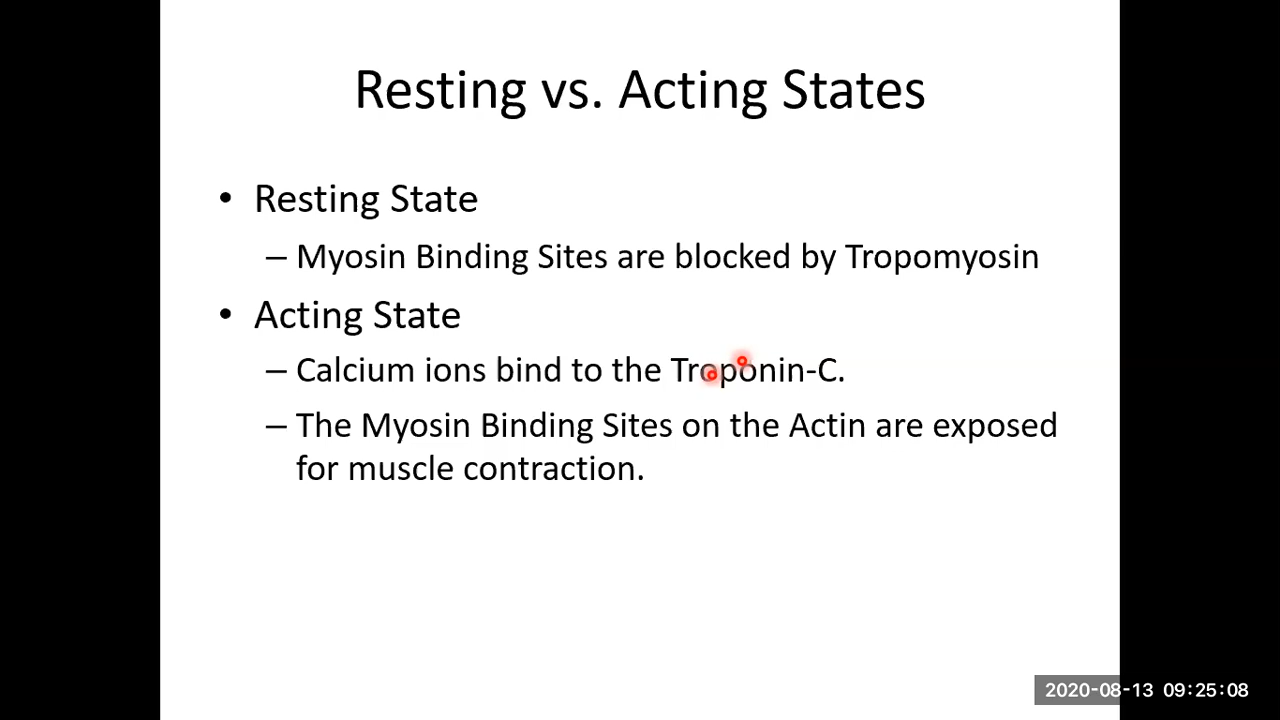 Resting vs. Acting States
• Resting State
– Myosin Binding Sites are blocked by Tropomyosin
• Acting State
– Calcium ions bind to the Troponin-C.
– The Myosin Binding Sites on the Actin are exposed
for muscle contraction.
2020-08-13 09:25:08